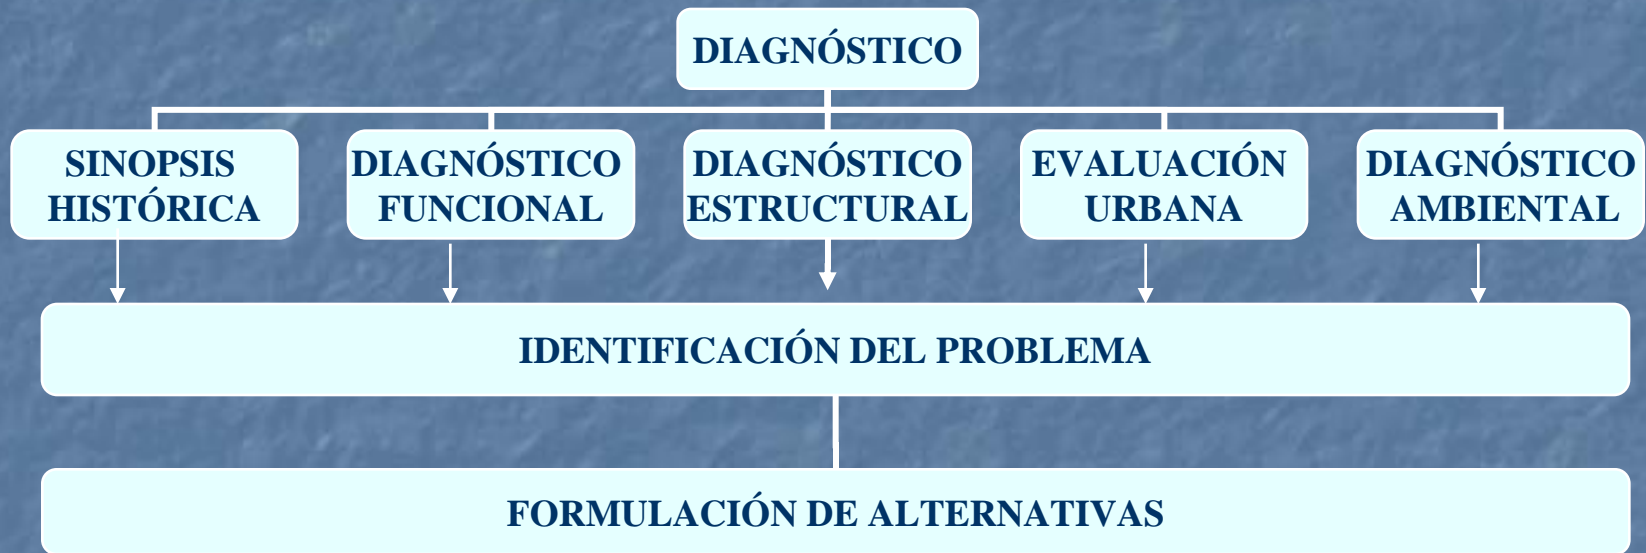 DIAGNÓSTICO
SINOPSIS
HISTÓRICA
DIAGNÓSTICO
FUNCIONAL
DIAGNÓSTICO
ESTRUCTURAL
EVALUACIÓN
URBANA
DIAGNÓSTICO
AMBIENTAL
IDENTIFICACIÓN DEL PROBLEMA
FORMULACIÓN DE ALTERNATIVAS